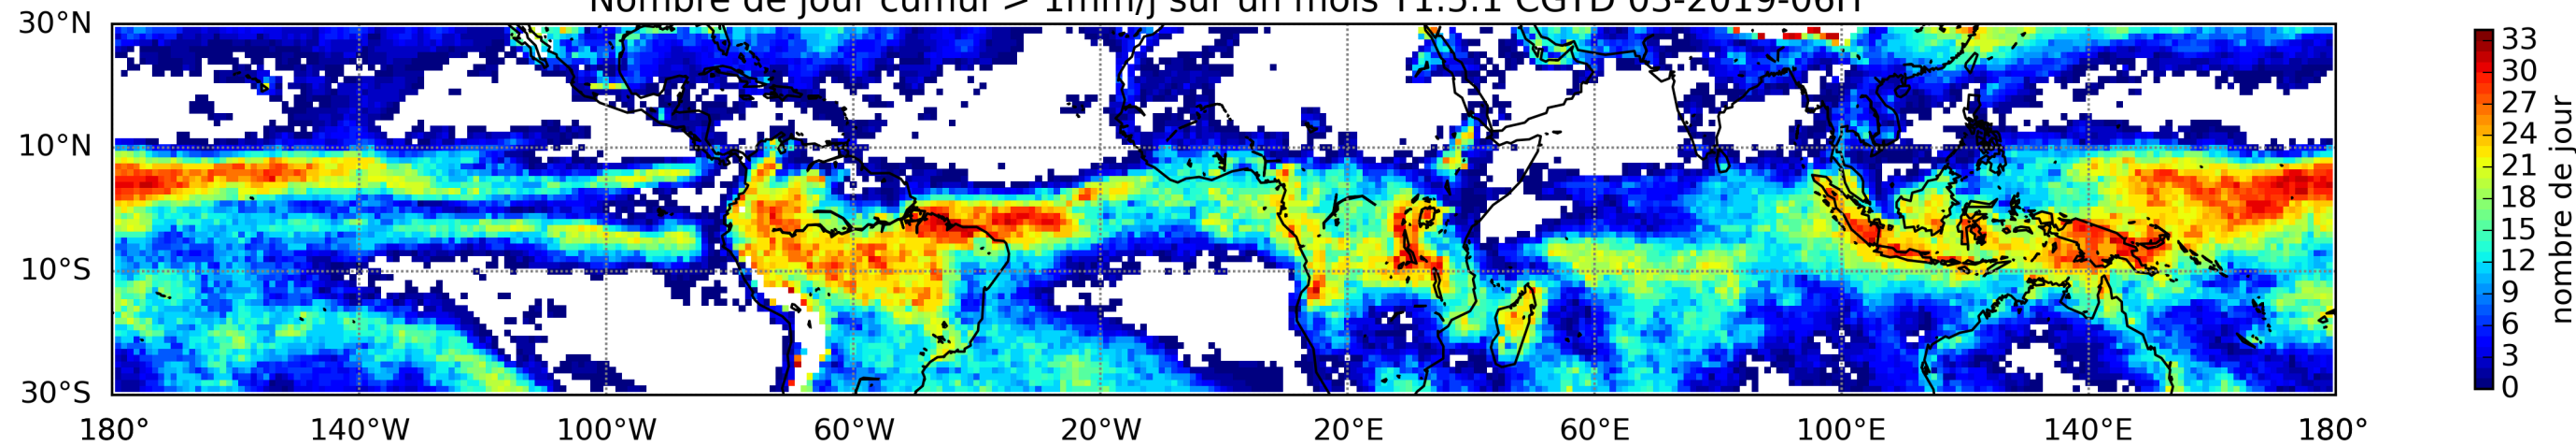 Nombre de jour cumul > 1mm/j sur un mois T1.5.1 CGTD 03-2019-06H
30°N
10°N
10°S
30°S
180° 140°W 100°W 60°W 20°W 20°E 60°E 100°E 140°E 180°
33
30
27
24
21
18
15
12
9
6
3
0
nombre de jour